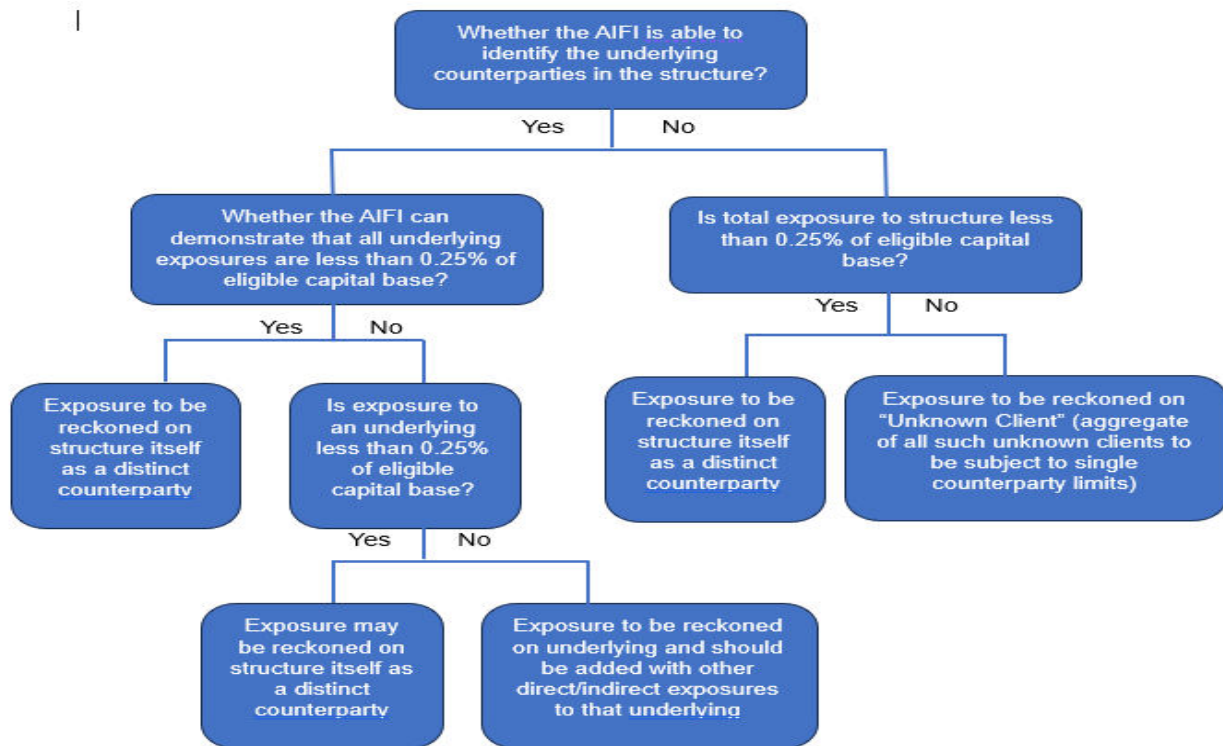 Whether the AIFI is able to
identify the underlying
counterparties in the structure?
Yes No
Whether the AIFI can
demonstrate that all underlying
exposures are less than 0.25% of
eligible capital base?
Is total exposure to structure less
than 0.25% of eligible capital
base?
Yes No
Yes No
Exposure to be
reckoned on
structure itself
as a distinct
counterparty
Is exposure to
an underlying
less than 0.25%
of eligible
capital base?
Exposure to be
reckoned on
structure itself
as a distinct
counterparty
Exposure to be reckoned on
“Unknown Client” (aggregate
of all such unknown clients to
be subject to single
counterparty limits)
Yes No
Exposure may
be reckoned on
structure itself as
a distinct
counterparty
Exposure to be reckoned
on underlying and should
be added with other
direct/indirect exposures
to that underlying